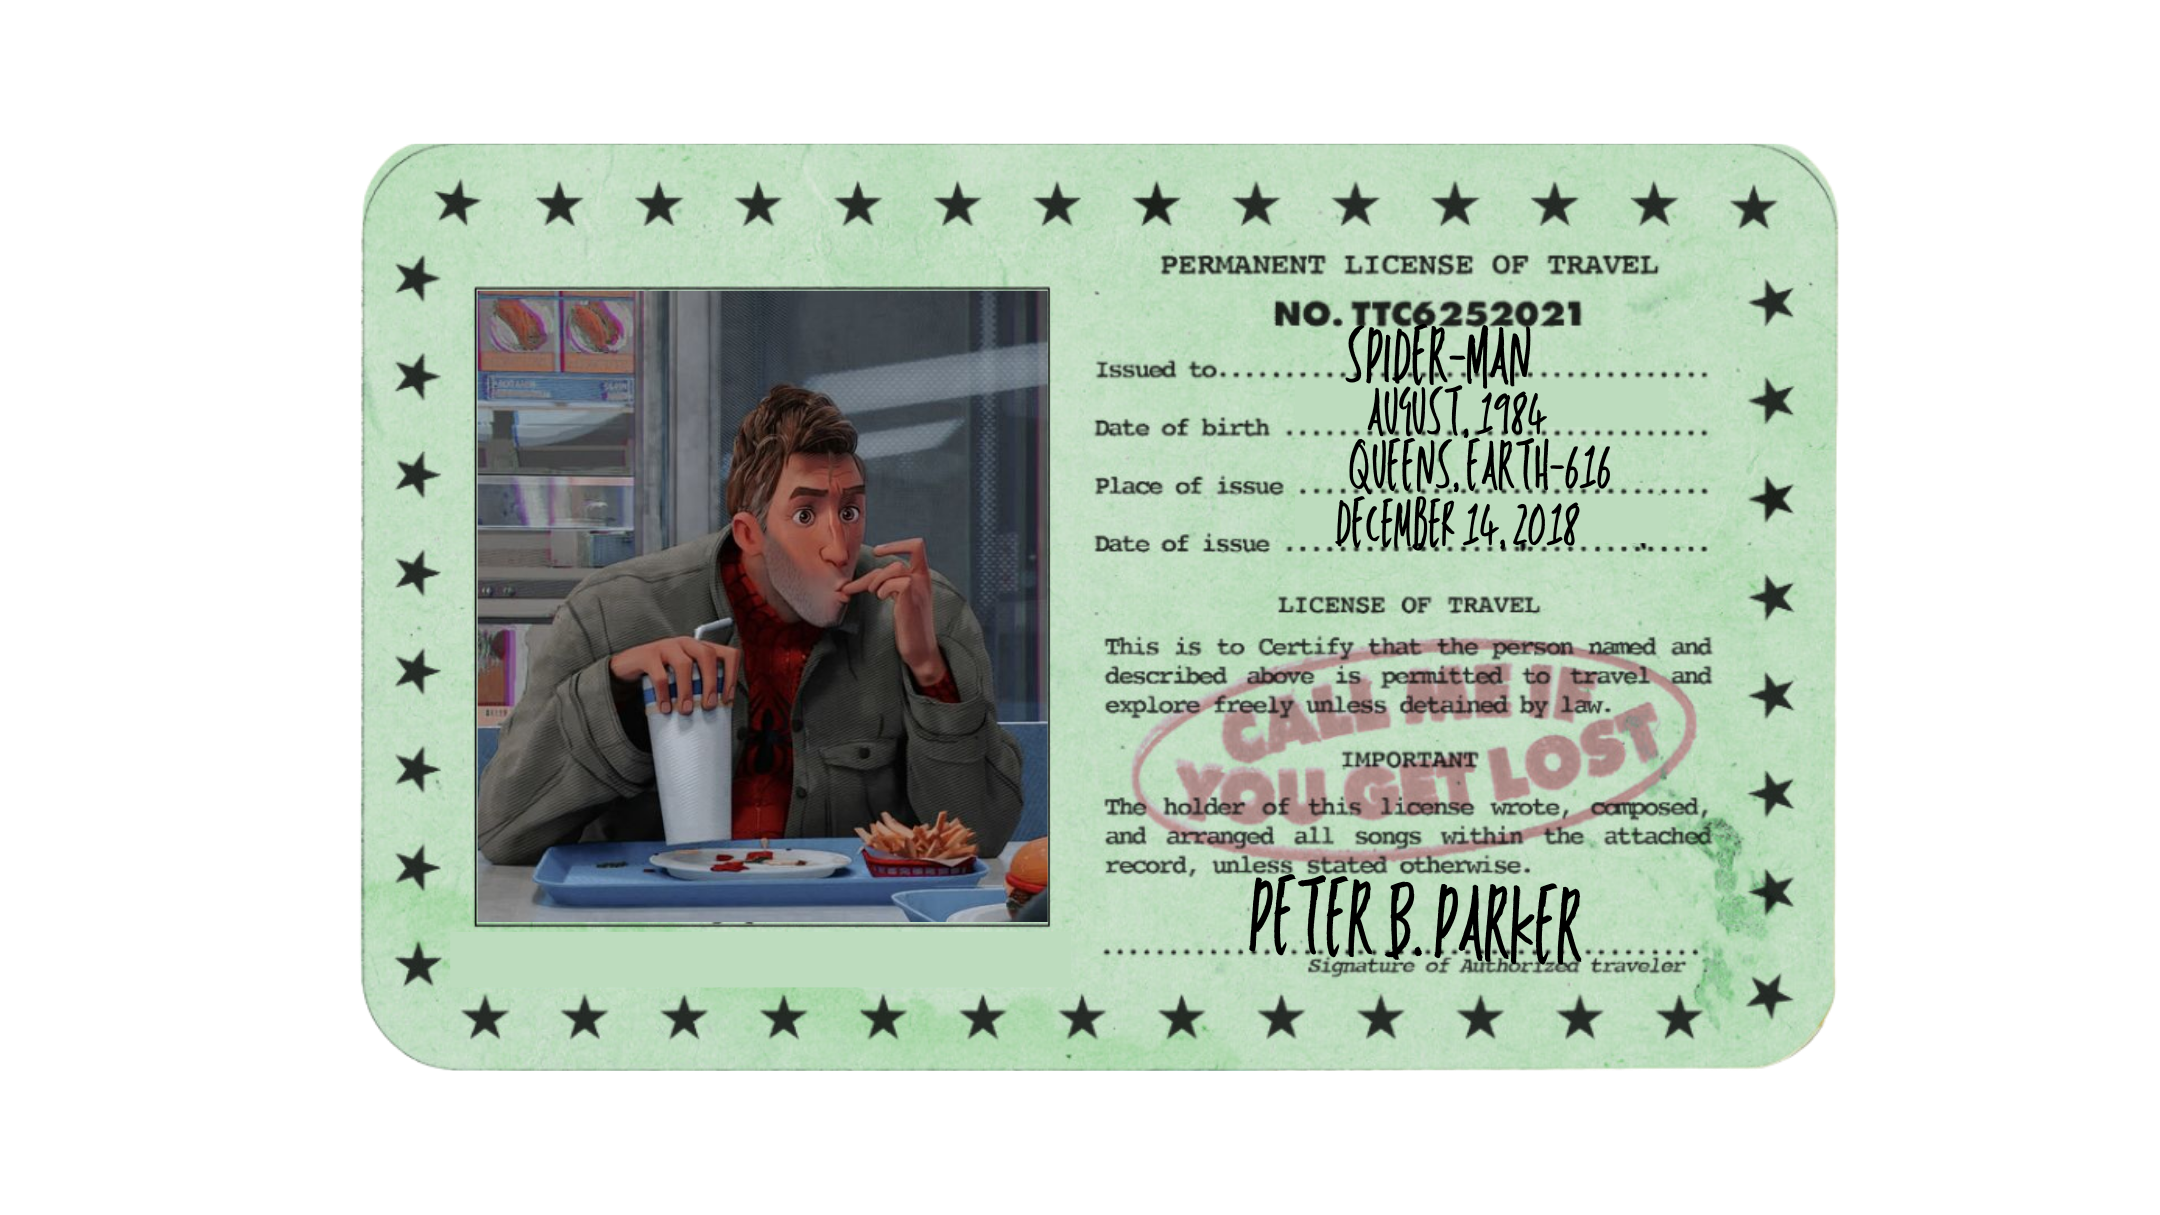 PERMANENT LICENSE OF TRAVEL
NO. TTC6252021
Issued to.......SPIDER-MAN.......
Date of birth .......AUGUST, 1984.......
Place of issue .......QUEENS, EARTH-616.......
Date of issue .......DECEMBER 14, 2018.......
LICENSE OF TRAVEL
This is to Certify that the person named and
described above is permitted to travel and
explore freely unless detained by law.
CALL ME IF
YOU GET LOST
IMPORTANT
The holder of this license wrote, composed,
and arranged all songs within the attached
record, unless stated otherwise.
PETER B. PARKER
Signature of Authorized traveler